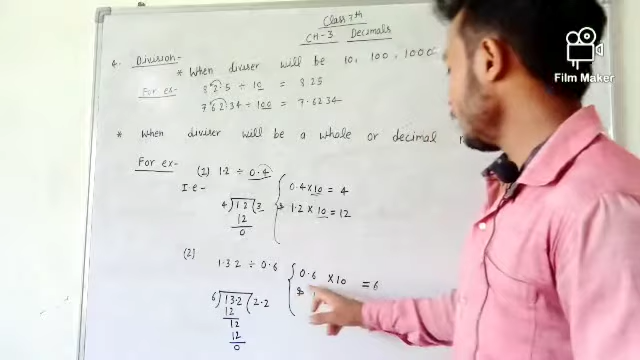 Class 7th
CH-3 Decimals
4. Division-
* When diviser will be 10, 100, 1000
For ex- 82.5 ÷ 10 = 8.25
762.34 ÷ 100 = 7.6234
* When diviser will be a whole or decimal
For ex- (1) 1.2 ÷ 0.4
I.e- 0.4 × 10 = 4
4) 12 (3 & 1.2 × 10 = 12
12
0
(2) 1.32 ÷ 0.6 0.6 × 10 = 6
&
6) 13.2 (2.2
12
12
12
0
Film Maker